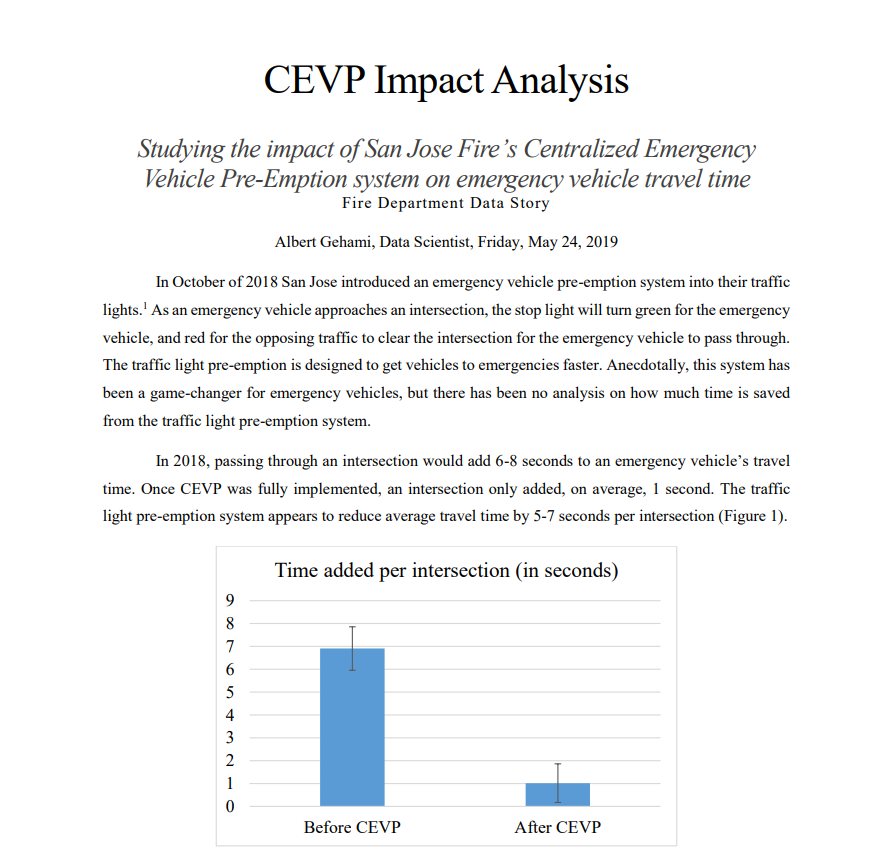 CEVP Impact Analysis
Studying the impact of San Jose Fire’s Centralized Emergency
Vehicle Pre-Emption system on emergency vehicle travel time
Fire Department Data Story
Albert Gehami, Data Scientist, Friday, May 24, 2019
In October of 2018 San Jose introduced an emergency vehicle pre-emption system into their traffic
lights.1 As an emergency vehicle approaches an intersection, the stop light will turn green for the emergency
vehicle, and red for the opposing traffic to clear the intersection for the emergency vehicle to pass through.
The traffic light pre-emption is designed to get vehicles to emergencies faster. Anecdotally, this system has
been a game-changer for emergency vehicles, but there has been no analysis on how much time is saved
from the traffic light pre-emption system.
In 2018, passing through an intersection would add 6-8 seconds to an emergency vehicle’s travel
time. Once CEVP was fully implemented, an intersection only added, on average, 1 second. The traffic
light pre-emption system appears to reduce average travel time by 5-7 seconds per intersection (Figure 1).
Time added per intersection (in seconds)
9
8
7
6
5
4
3
2
1
0
Before CEVP After CEVP